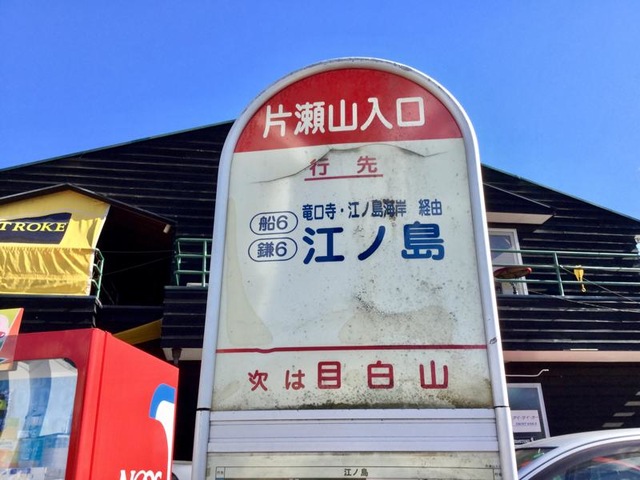 片瀬山入口
行先
竜口寺・江ノ島海岸 経由
船6
鎌6
江ノ島
次は目白山
江ノ島
TROKE